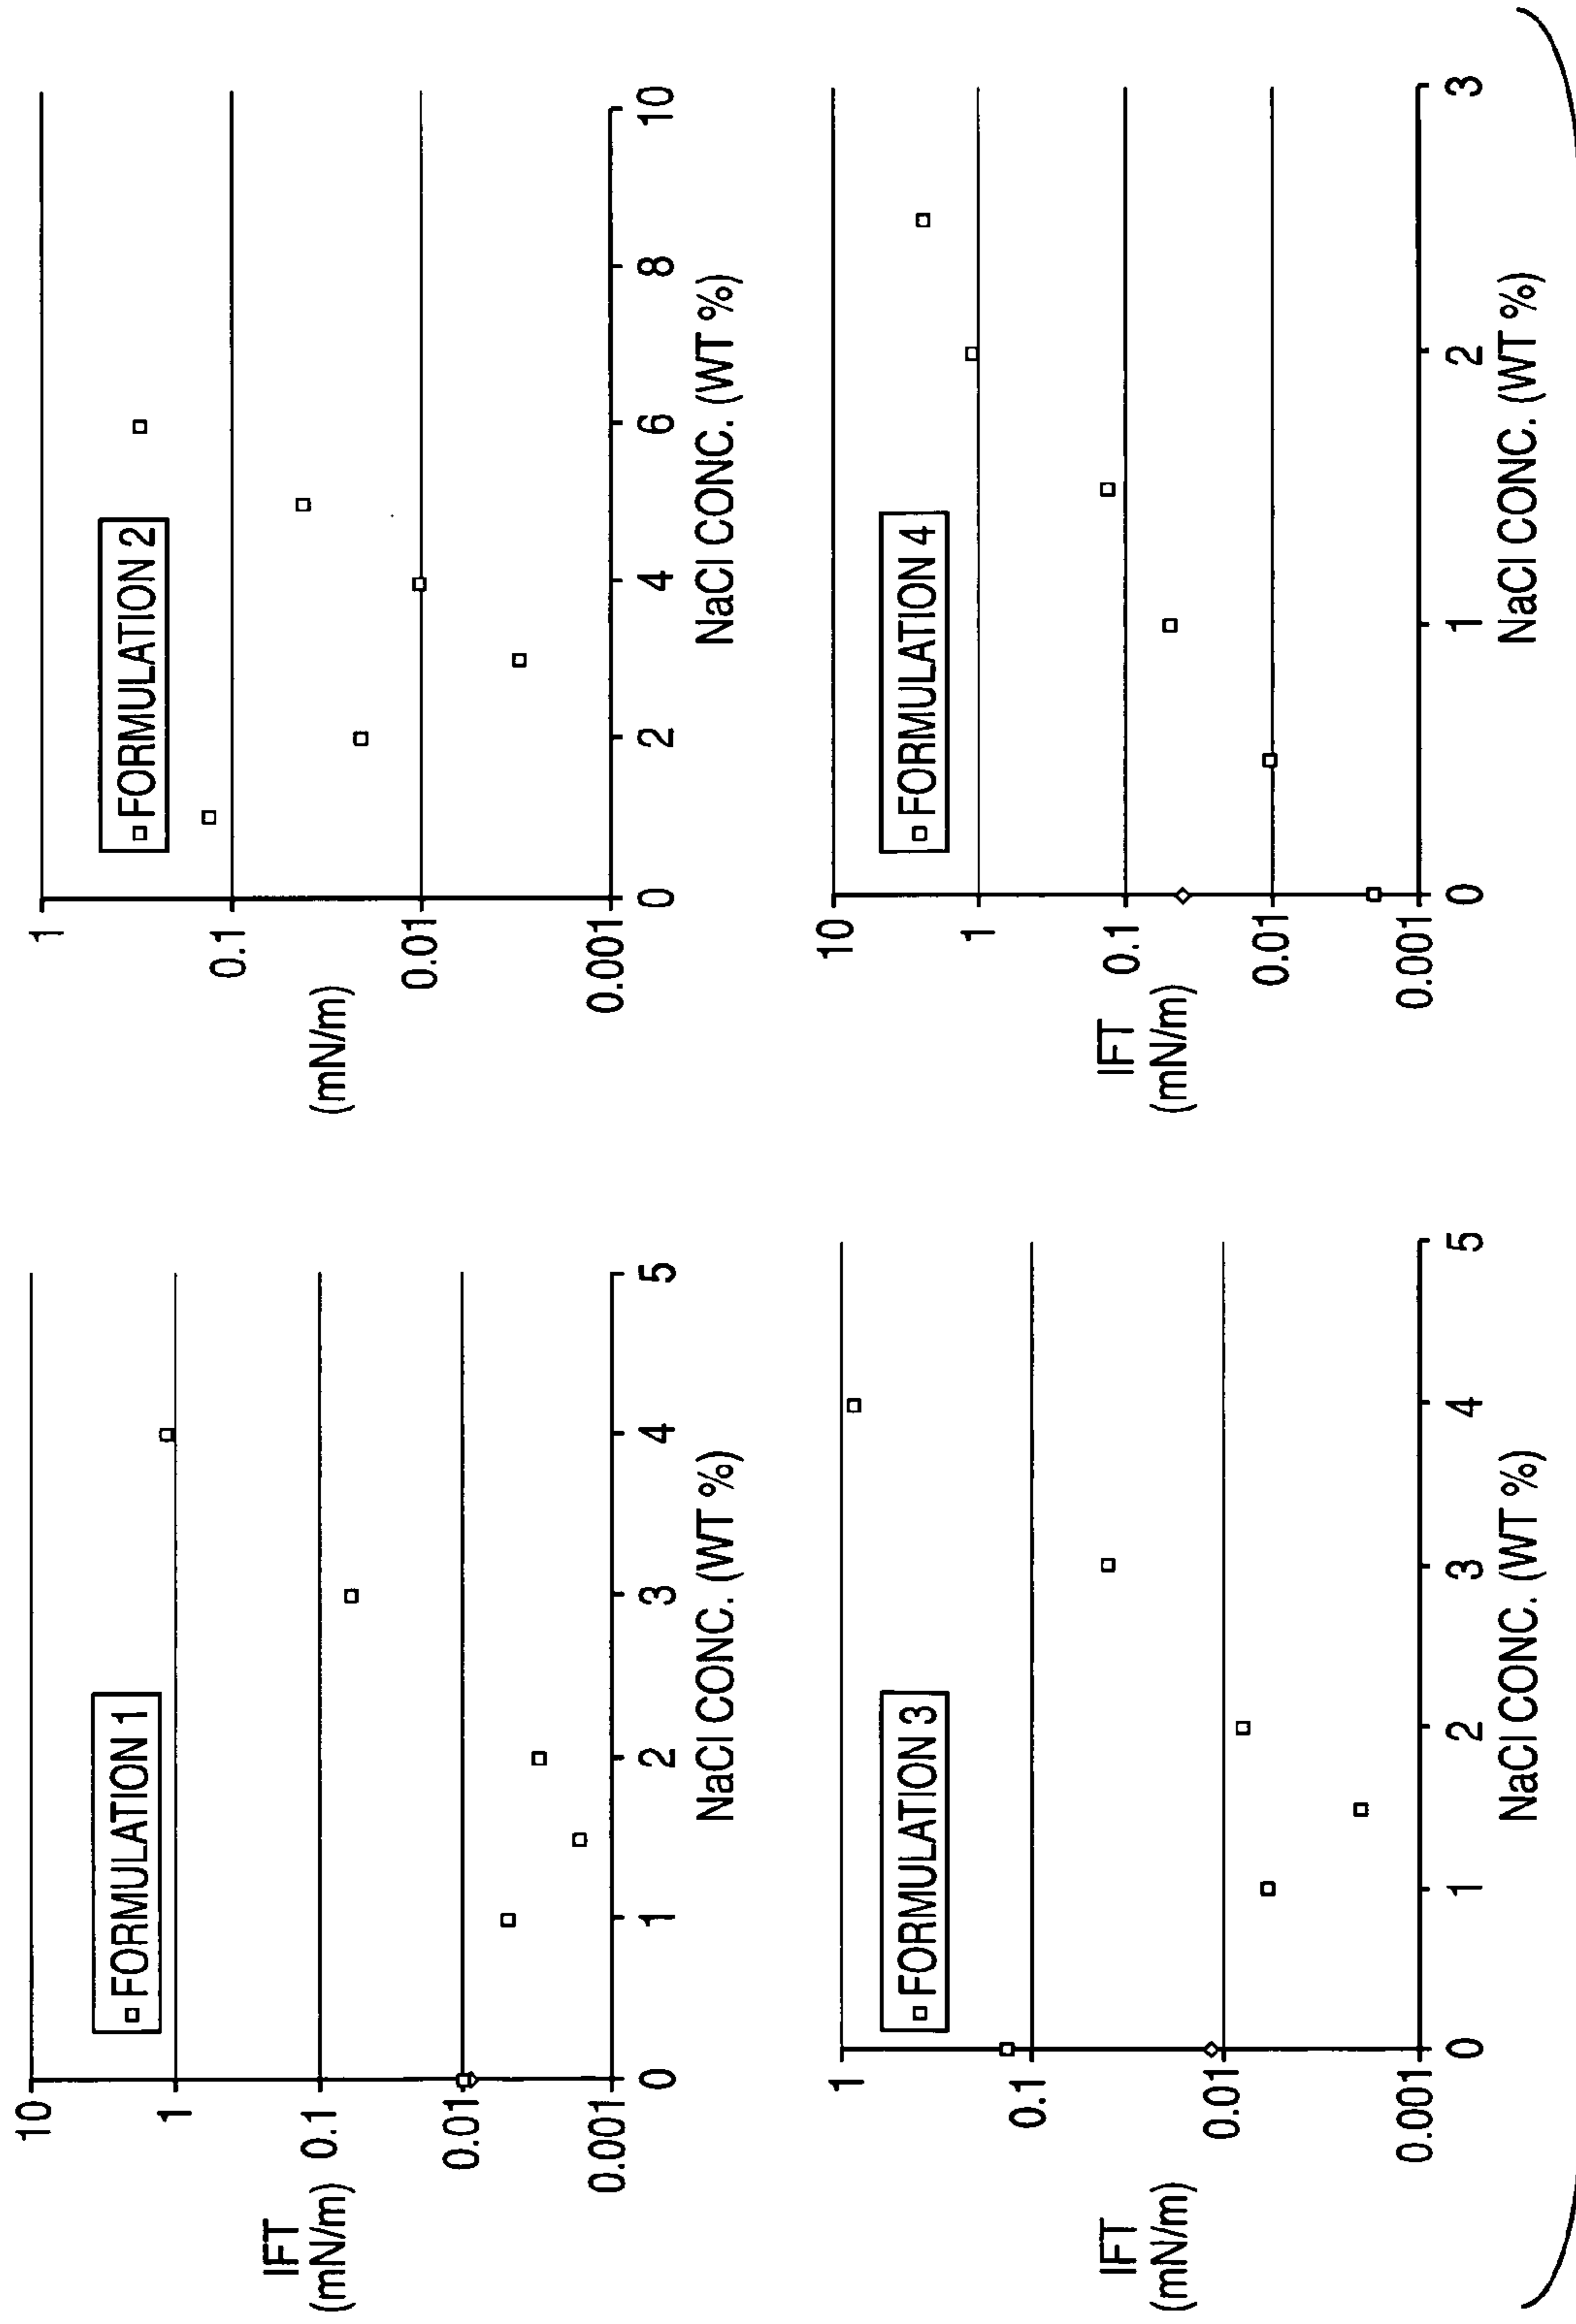 FORMULATION 1
10
1
0.1
0.01
0.001
IFT
(mN/m)
0 1 2 3 4 5
NaCl CONC. (WT %)
FORMULATION 2
1
0.1
0.01
0.001
(mN/m)
0 2 4 6 8 10
NaCl CONC. (WT %)
FORMULATION 3
1
0.1
0.01
0.001
IFT
(mN/m)
0 1 2 3 4 5
NaCl CONC. (WT %)
FORMULATION 4
10
1
0.1
0.01
0.001
IFT
(mN/m)
0 1 2 3
NaCl CONC. (WT %)